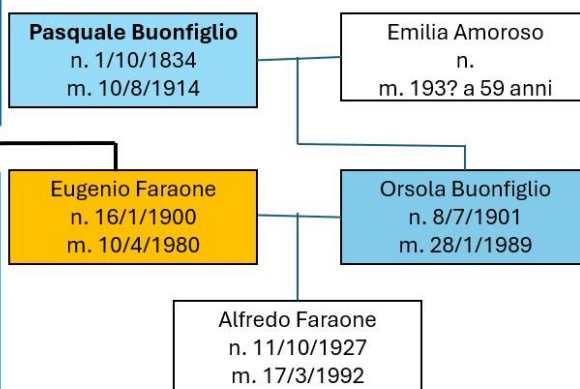 Pasquale Buonfiglio
n. 1/10/1834
m. 10/8/1914
Emilia Amoroso
n.
m. 193? a 59 anni
Eugenio Faraone
n. 16/1/1900
m. 10/4/1980
Orsola Buonfiglio
n. 8/7/1901
m. 28/1/1989
Alfredo Faraone
n. 11/10/1927
m. 17/3/1992